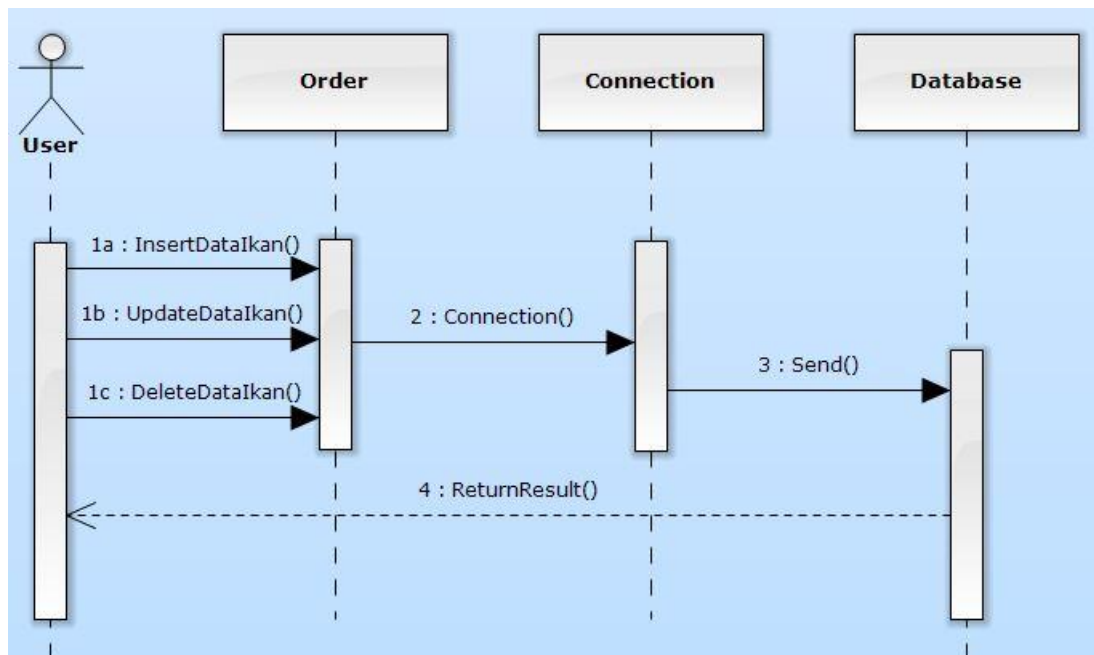 Order
Connection
Database
User
1a : InsertDataIkan()
1b : UpdateDataIkan()
2 : Connection()
3 : Send()
1c : DeleteDataIkan()
4 : ReturnResult()